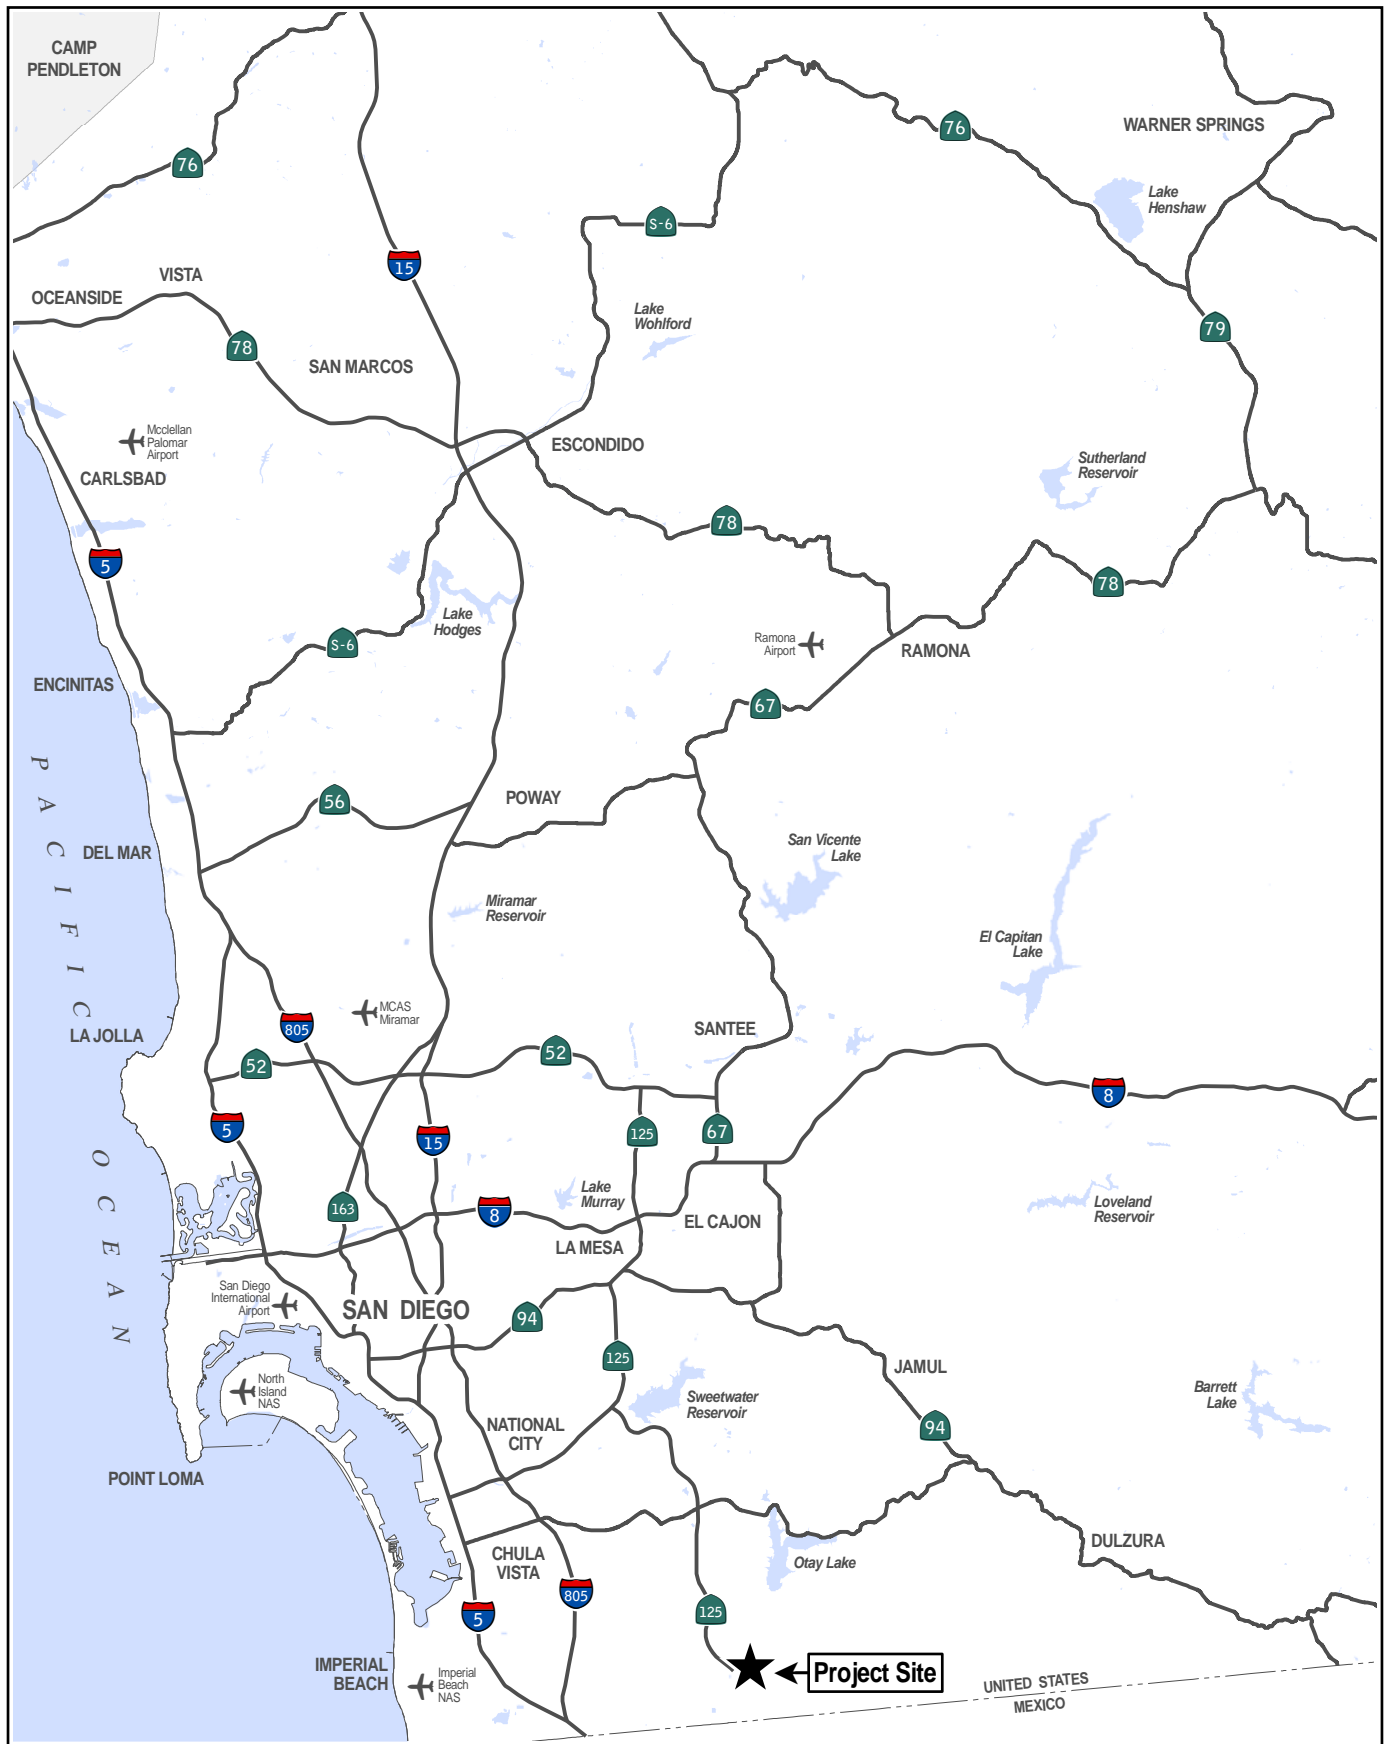 CAMP
PENDLETON
76
76
WARNER SPRINGS
Lake
Henshaw
S-6
15
VISTA
OCEANSIDE
Lake
Wohlford
79
78
SAN MARCOS
Mcclellan
Palomar
Airport
ESCONDIDO
CARLSBAD
Sutherland
Reservoir
78
5
78
Lake
Hodges
S-6
Ramona
Airport
RAMONA
ENCINITAS
67
PACIFIC
56
POWAY
DEL MAR
San Vicente
Lake
Miramar
Reservoir
El Capitan
Lake
MCAS
Miramar
805
SANTEE
LA JOLLA
52
52
8
5
15
125
67
OCEAN
Lake
Murray
163
8
Loveland
Reservoir
EL CAJON
LA MESA
San Diego
International
Airport
SAN DIEGO
94
125
JAMUL
North
Island
NAS
Sweetwater
Reservoir
Barrett
Lake
NATIONAL
CITY
94
POINT LOMA
DULZURA
CHULA
VISTA
Otay Lake
805
5
125
IMPERIAL
BEACH
Imperial
Beach
NAS
Project Site
UNITED STATES
MEXICO